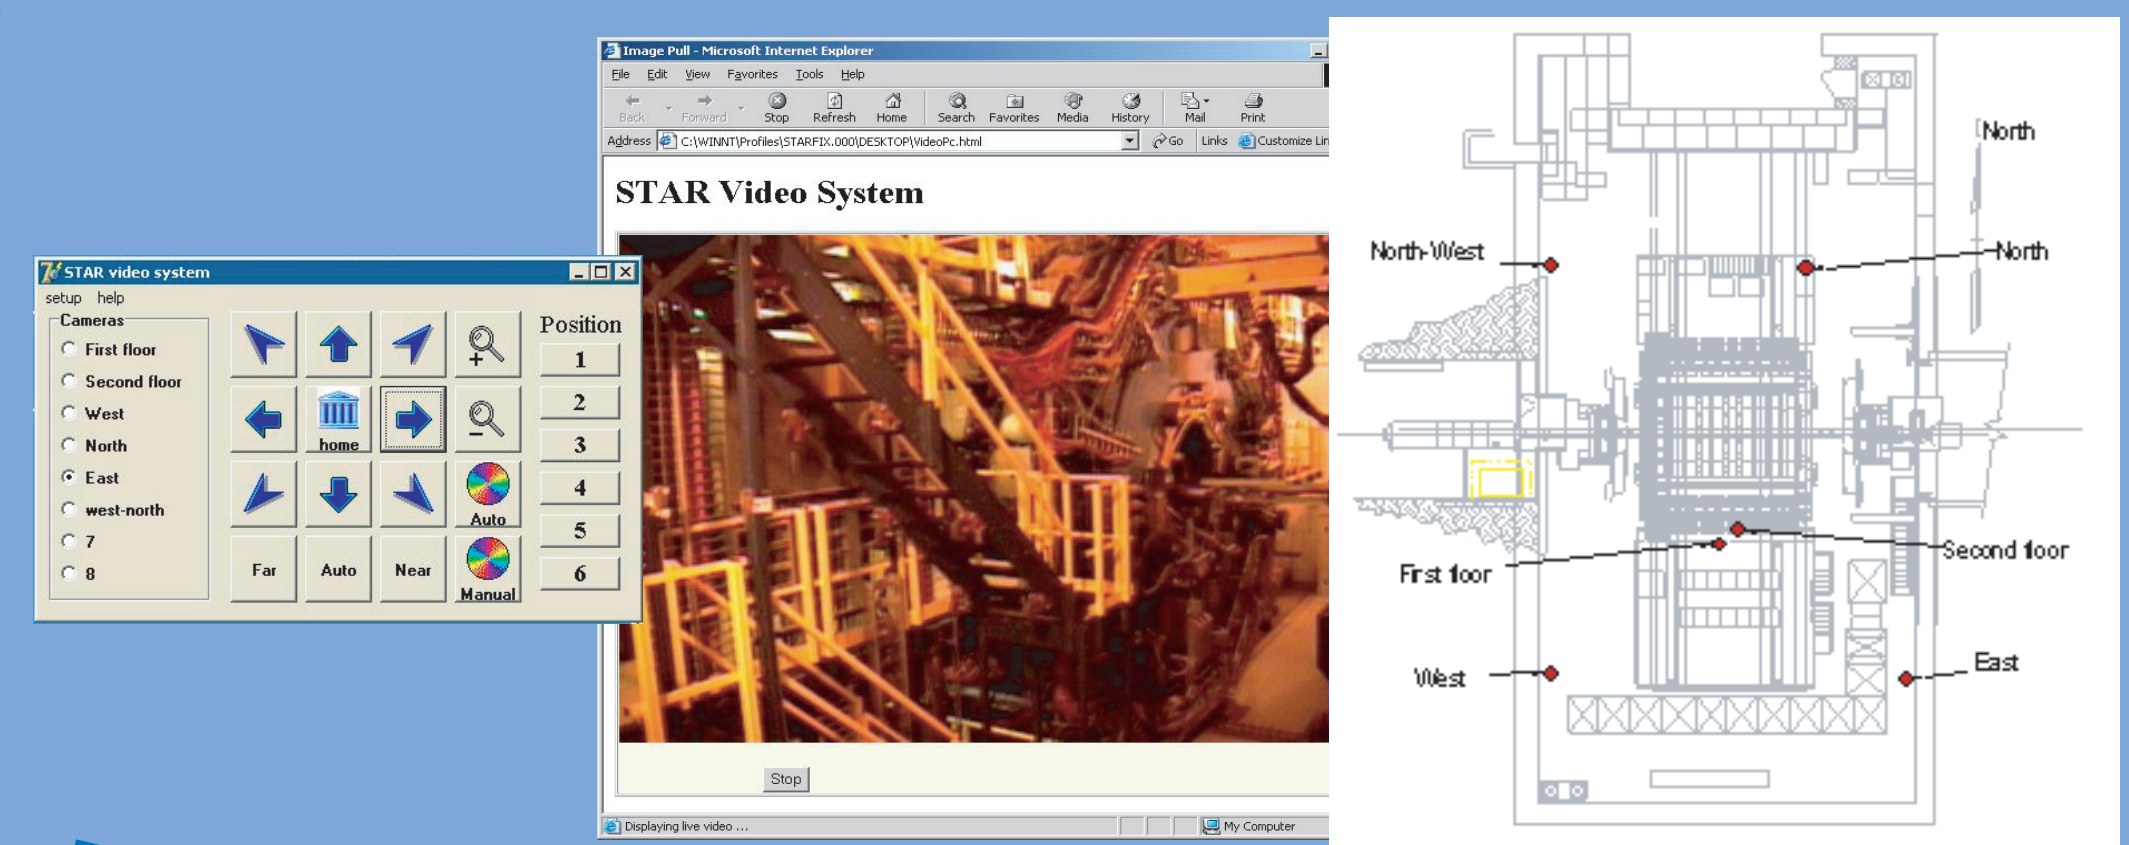 STAR video system
setup help
Cameras
First floor
Second floor
West
North
East
west-north
7
8
home
Auto
Far
Auto
Near
Manual
Position
1
2
3
4
5
6
Image Pull - Microsoft Internet Explorer
File Edit View Favorites Tools Help
Back Forward Stop Refresh Home Search Favorites Media History Mail Print
Address C:\WINNT\Profiles\STARFIX.000\DESKTOP\VideoPc.html Go Links Customize Lin
STAR Video System
Stop
Displaying live video ... My Computer
North
North-West
North
First floor
Second floor
West
East